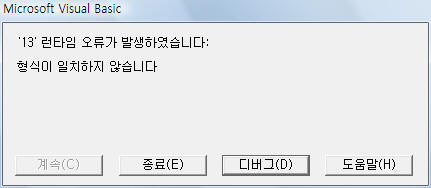 Microsoft Visual Basic
'13' 런타임 오류가 발생하였습니다:
형식이 일치하지 않습니다
계속(C)
종료(E)
디버그(D)
도움말(H)